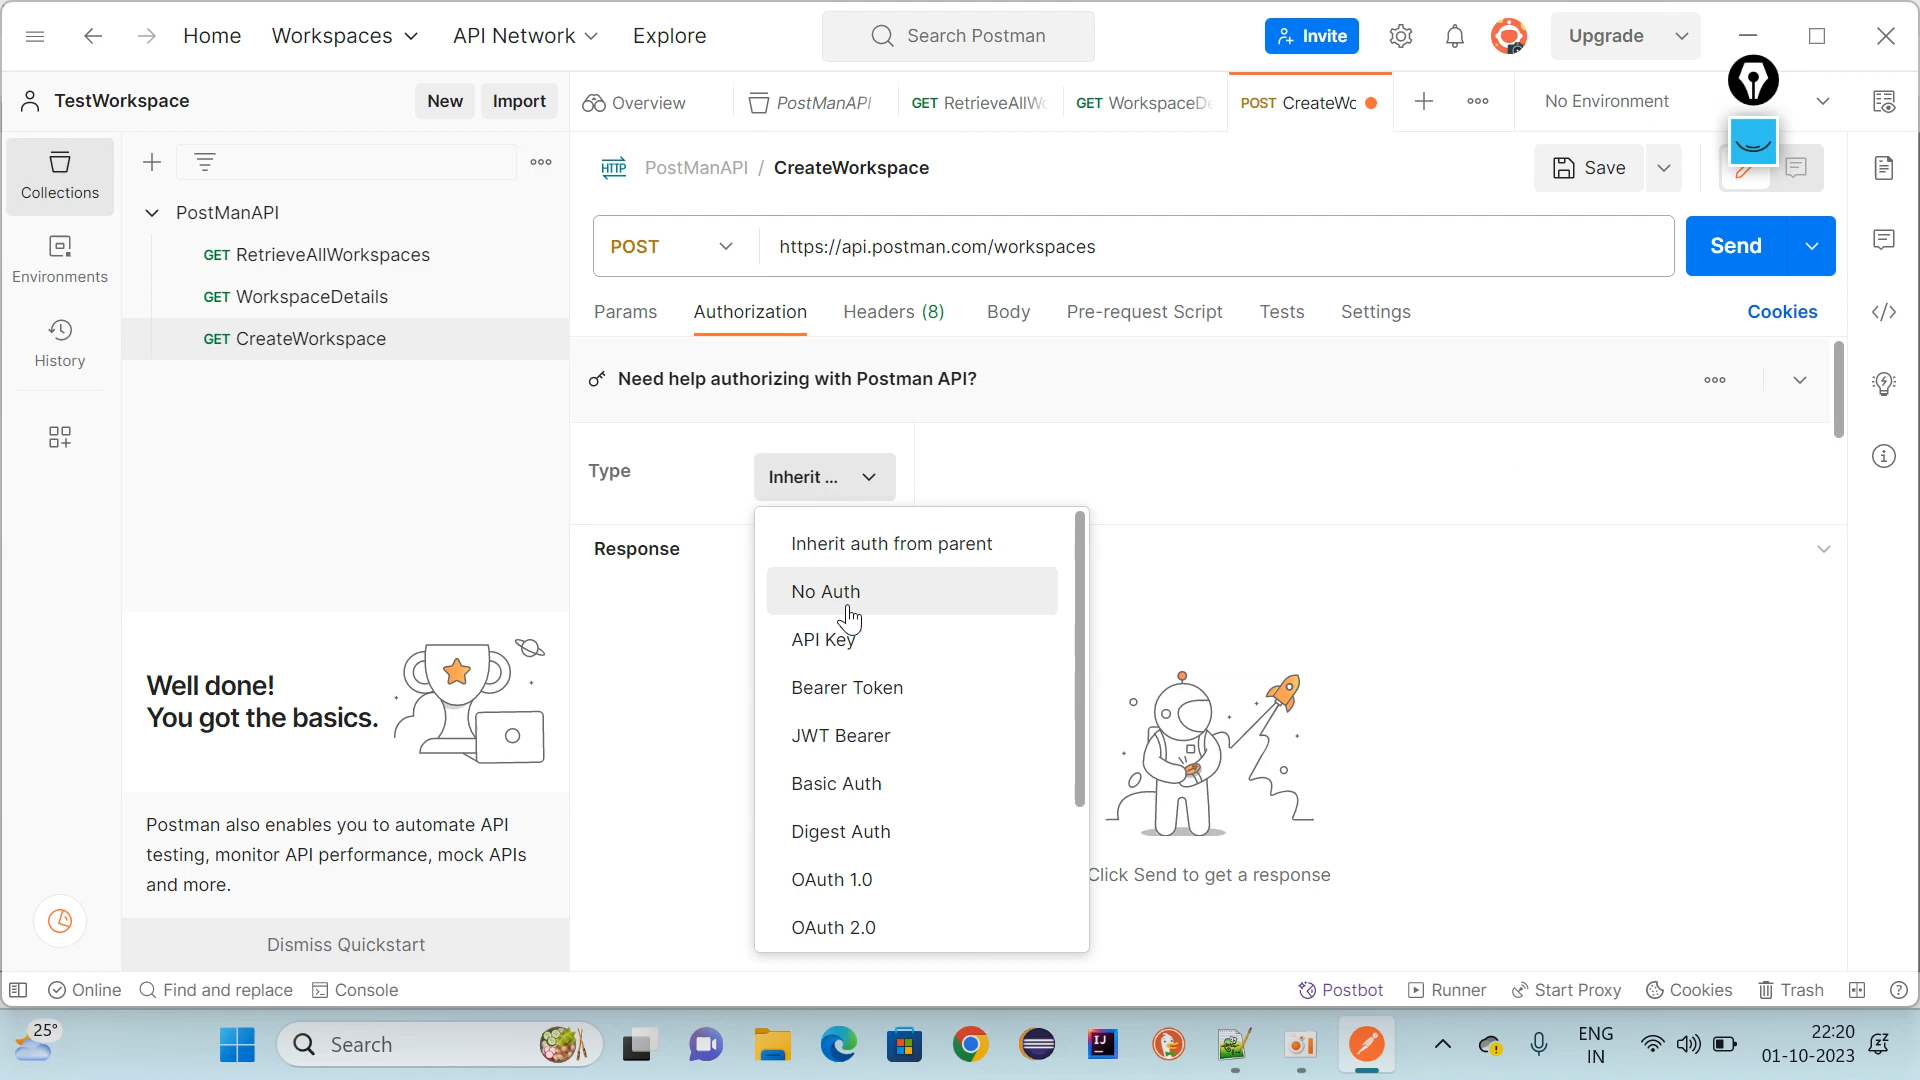 Home
Workspaces
API Network
Explore
Search Postman
Invite
Upgrade
TestWorkspace
New
Import
Overview
PostManAPI
GET RetrieveAllWo
GET WorkspaceDe
POST CreateWo
No Environment
Collections
Environments
History
PostManAPI
GET RetrieveAllWorkspaces
GET WorkspaceDetails
GET CreateWorkspace
HTTP
PostManAPI / CreateWorkspace
Save
POST
https://api.postman.com/workspaces
Send
Params
Authorization
Headers (8)
Body
Pre-request Script
Tests
Settings
Cookies
Need help authorizing with Postman API?
Type
Inherit ...
Inherit auth from parent
No Auth
API Key
Bearer Token
JWT Bearer
Basic Auth
Digest Auth
OAuth 1.0
OAuth 2.0
Response
Click Send to get a response
Well done!
You got the basics.
Postman also enables you to automate API
testing, monitor API performance, mock APIs
and more.
Dismiss Quickstart
Online
Find and replace
Console
Postbot
Runner
Start Proxy
Cookies
Trash
25°
Search
IJ
ENG
IN
22:20
01-10-2023